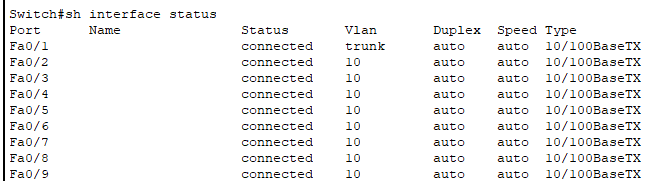 Switch#sh interface status
Port Name Status Vlan Duplex Speed Type
Fa0/1 connected trunk auto auto 10/100BaseTX
Fa0/2 connected 10 auto auto 10/100BaseTX
Fa0/3 connected 10 auto auto 10/100BaseTX
Fa0/4 connected 10 auto auto 10/100BaseTX
Fa0/5 connected 10 auto auto 10/100BaseTX
Fa0/6 connected 10 auto auto 10/100BaseTX
Fa0/7 connected 10 auto auto 10/100BaseTX
Fa0/8 connected 10 auto auto 10/100BaseTX
Fa0/9 connected 10 auto auto 10/100BaseTX